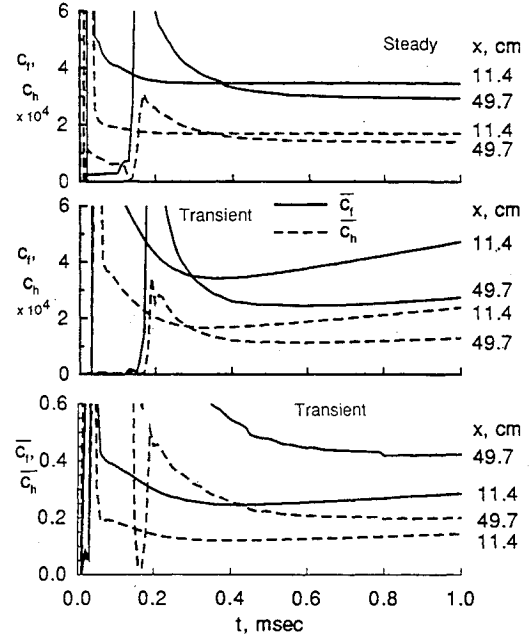 6
4
2
0
c_f,
c_h
x 10^4
Steady
x, cm
11.4
49.7
11.4
49.7
6
4
2
0
c_f,
c_h
x 10^4
Transient
c̅_f
c̅_h
x, cm
11.4
49.7
11.4
49.7
0.6
0.4
0.2
0.0
c̅_f,
c̅_h
Transient
x, cm
49.7
11.4
49.7
11.4
0.0 0.2 0.4 0.6 0.8 1.0
t, msec